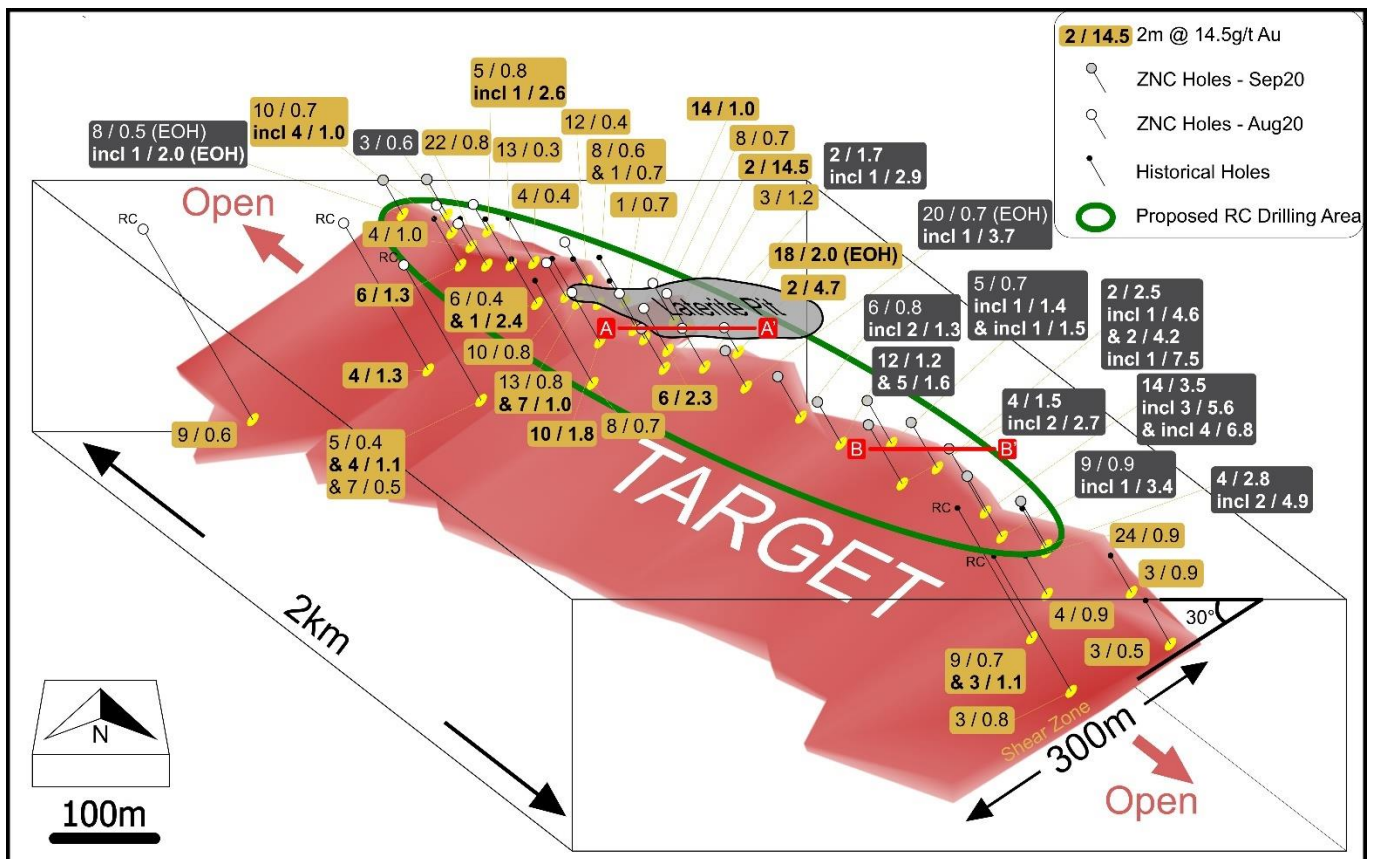 2 / 14.5 2m @ 14.5g/t Au
ZNC Holes - Sep20
ZNC Holes - Aug20
Historical Holes
Proposed RC Drilling Area
5 / 0.8
incl 1 / 2.6
10 / 0.7
incl 4 / 1.0
8 / 0.5 (EOH)
incl 1 / 2.0 (EOH)
3 / 0.6
22 / 0.8
13 / 0.3
12 / 0.4
14 / 1.0
8 / 0.6
& 1 / 0.7
8 / 0.7
2 / 14.5
3 / 1.2
2 / 1.7
incl 1 / 2.9
4 / 0.4
1 / 0.7
20 / 0.7 (EOH)
incl 1 / 3.7
Open
RC
RC
RC
4 / 1.0
18 / 2.0 (EOH)
2 / 4.7
6 / 1.3
6 / 0.4
& 1 / 2.4
Laterite Pit
A
A'
6 / 0.8
incl 2 / 1.3
5 / 0.7
incl 1 / 1.4
& incl 1 / 1.5
2 / 2.5
incl 1 / 4.6
& 2 / 4.2
incl 1 / 7.5
10 / 0.8
4 / 1.3
13 / 0.8
& 7 / 1.0
6 / 2.3
12 / 1.2
& 5 / 1.6
4 / 1.5
incl 2 / 2.7
14 / 3.5
incl 3 / 5.6
& incl 4 / 6.8
9 / 0.6
5 / 0.4
& 4 / 1.1
& 7 / 0.5
10 / 1.8
8 / 0.7
B
B'
9 / 0.9
incl 1 / 3.4
4 / 2.8
incl 2 / 4.9
TARGET
RC
RC
24 / 0.9
3 / 0.9
4 / 0.9
30°
3 / 0.5
2km
9 / 0.7
& 3 / 1.1
3 / 0.8
Shear Zone
300m
Open
N
100m